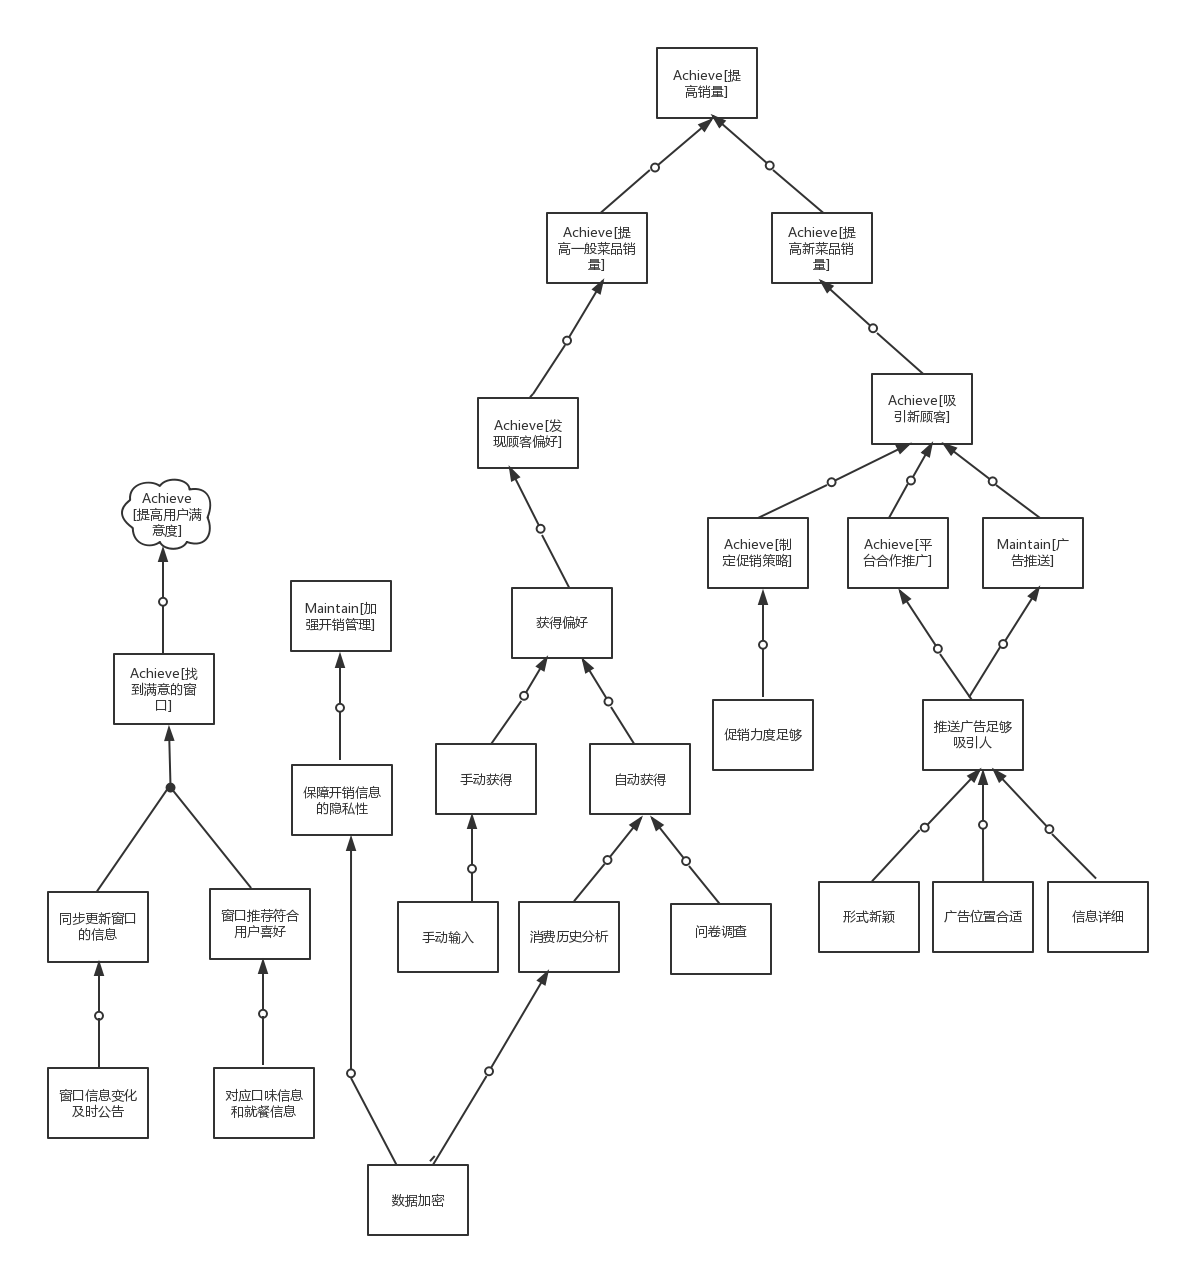 Achieve[提
高销量]
Achieve[提
高一般菜品销
量]
Achieve[提
高新菜品销
量]
Achieve[吸
引新顾客]
Achieve[发
现顾客偏好]
Achieve
[提高用户满
意度]
Achieve[制
定促销策略]
Achieve[平
台合作推广]
Maintain[广
告推送]
Maintain[加
强开销管理]
获得偏好
Achieve[找
到满意的窗
口]
促销力度足够
推送广告足够
吸引人
保障开销信息
的隐私性
手动获得
自动获得
同步更新窗口
的信息
窗口推荐符合
用户喜好
手动输入
消费历史分析
问卷调查
形式新颖
广告位置合适
信息详细
窗口信息变化
及时公告
对应口味信息
和就餐信息
数据加密